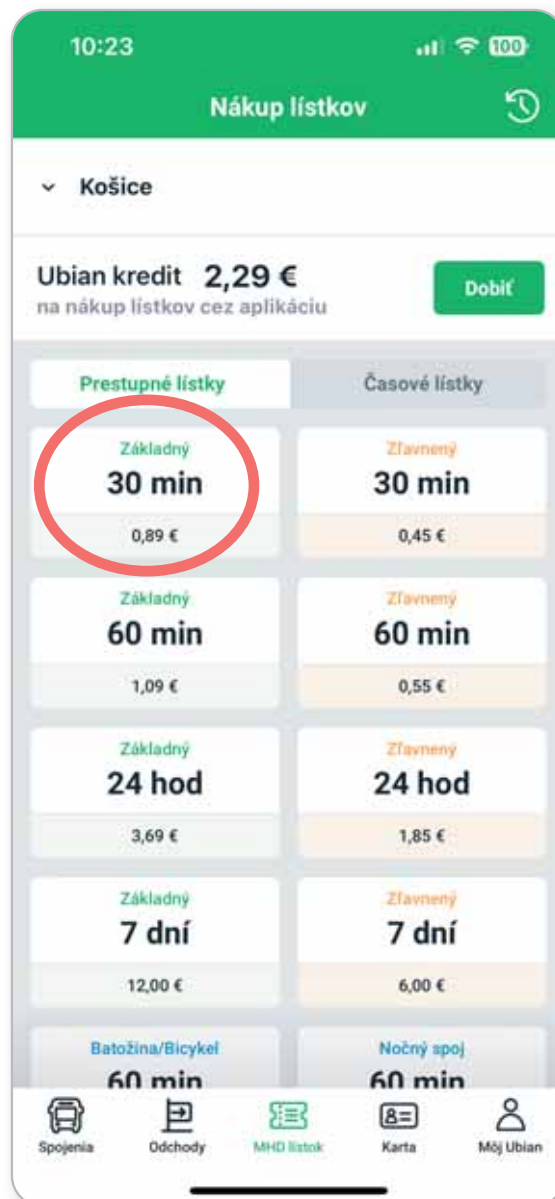 10:23
100
Nákup lístkov
Košice
Ubian kredit 2,29 €
na nákup lístkov cez aplikáciu
Dobiť
Prestupné lístky
Časové lístky
Základný
30 min
0,89 €
Zľavnený
30 min
0,45 €
Základný
60 min
1,09 €
Zľavnený
60 min
0,55 €
Základný
24 hod
3,69 €
Zľavnený
24 hod
1,85 €
Základný
7 dní
12,00 €
Zľavnený
7 dní
6,00 €
Batožina/Bicykel
60 min
Nočný spoj
60 min
Spojenia
Odchody
MHD lístok
Karta
Môj Ubian